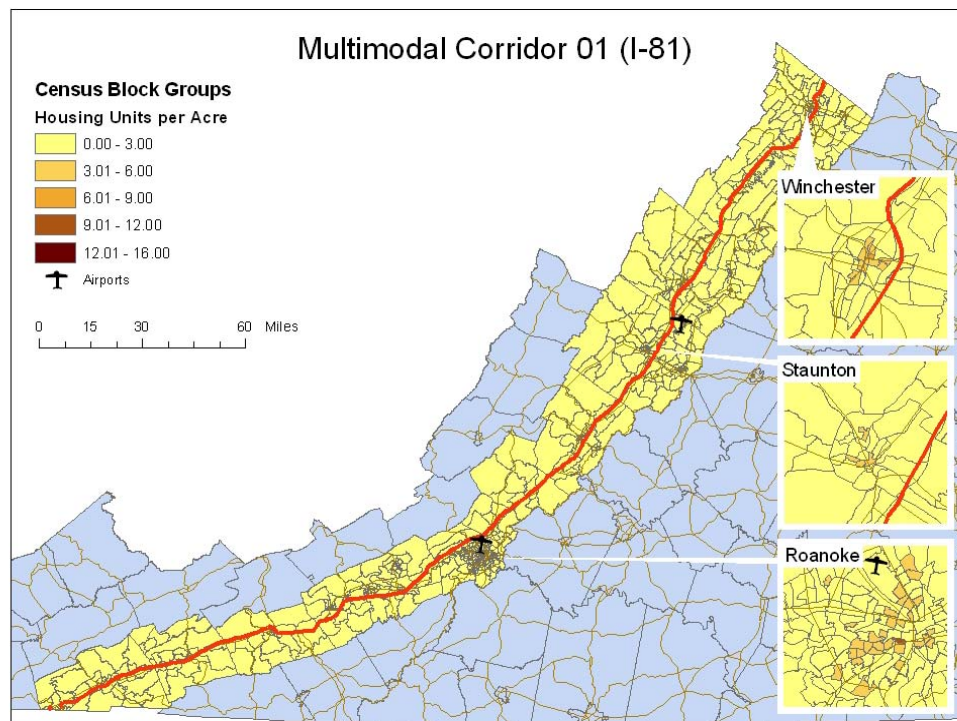 Multimodal Corridor 01 (I-81)
Census Block Groups
Housing Units per Acre
0.00 - 3.00
3.01 - 6.00
6.01 - 9.00
9.01 - 12.00
12.01 - 16.00
Airports
0 15 30 60 Miles
Winchester
Staunton
Roanoke